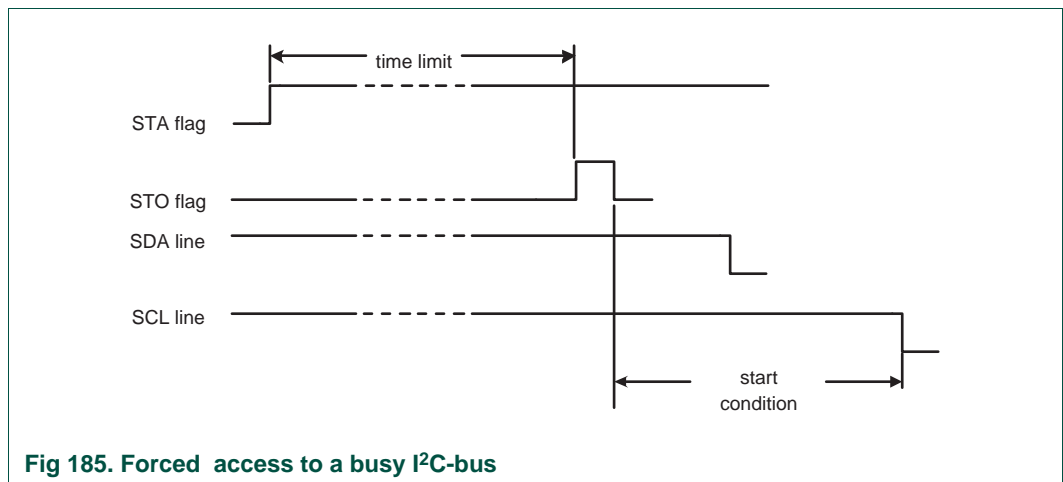 time limit
STA flag
STO flag
SDA line
SCL line
start
condition
Fig 185. Forced access to a busy I²C-bus